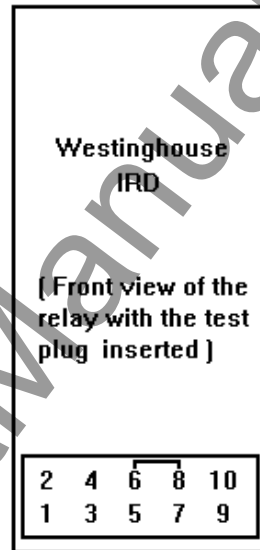 Westinghouse
IRD
( Front view of the
relay with the test
plug inserted )
2 4 6 8 10
1 3 5 7 9